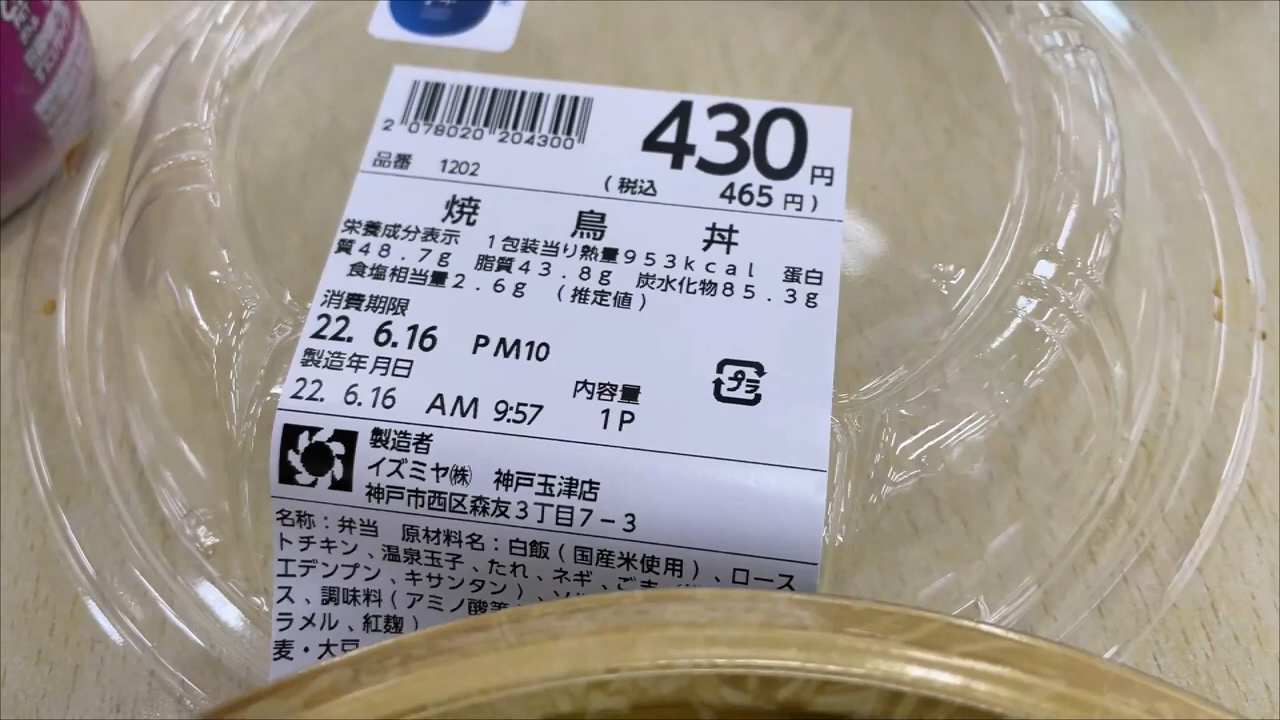 2 078020 204300
430円
品番 1202
(税込 465円)
焼鳥丼
栄養成分表示 1包装当り熱量953kcal 蛋白
質48.7g 脂質43.8g 炭水化物85.3g
食塩相当量2.6g (推定値)
消費期限
22. 6.16 PM10
製造年月日
22. 6.16 AM 9:57
内容量
1P
プラ
製造者
イズミヤ㈱ 神戸玉津店
神戸市西区森友3丁目7-3
名称:弁当 原材料名:白飯(国産米使用)、ロース
トチキン、温泉玉子、たれ、ネギ、ごま
エデンプン、キサンタン)、ソ
ス、調味料(アミノ酸等
ラメル、紅麹)
麦・大豆